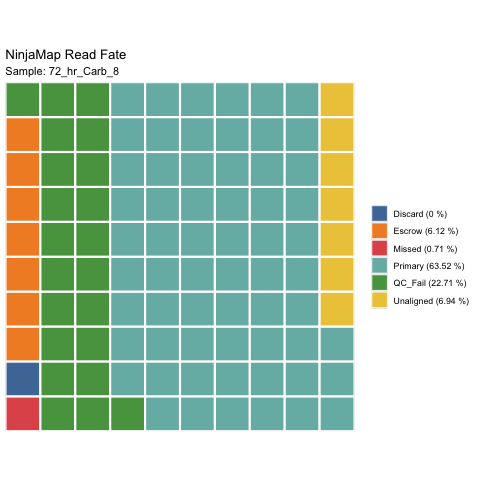 NinjaMap Read Fate
Sample: 72_hr_Carb_8
Discard (0 %)
Escrow (6.12 %)
Missed (0.71 %)
Primary (63.52 %)
QC_Fail (22.71 %)
Unaligned (6.94 %)